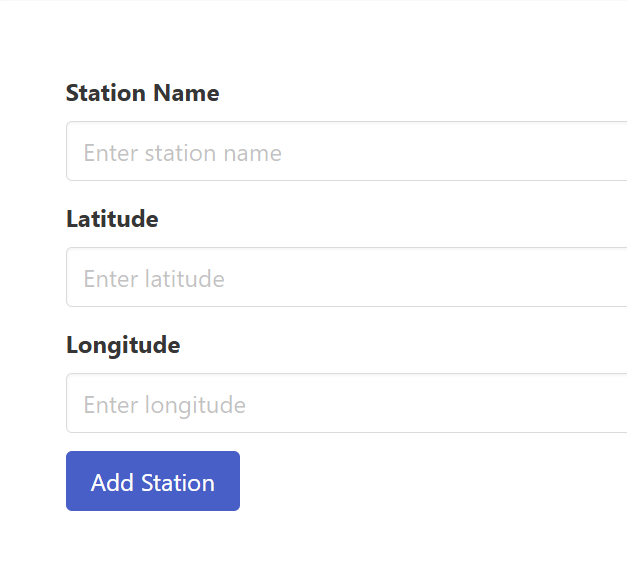 Station Name
Enter station name
Latitude
Enter latitude
Longitude
Enter longitude
Add Station